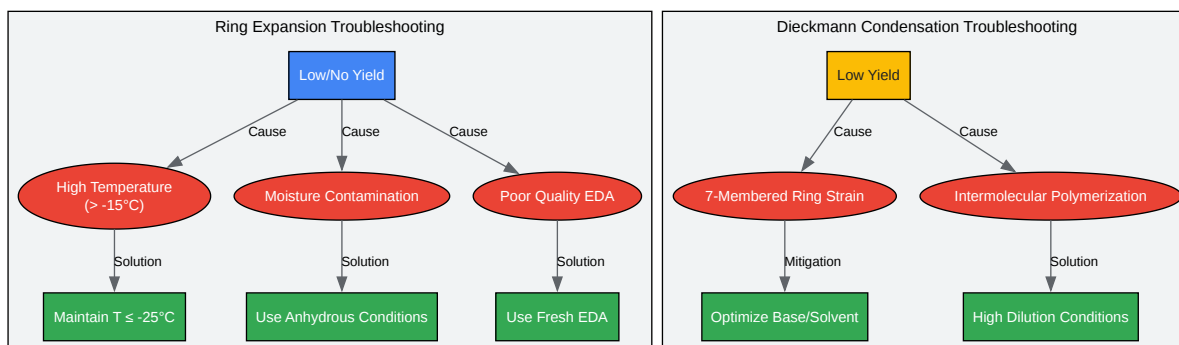 Ring Expansion Troubleshooting
Low/No Yield
Cause
Cause
Cause
High Temperature
(> -15°C)
Moisture Contamination
Poor Quality EDA
Solution
Solution
Solution
Maintain T ≤ -25°C
Use Anhydrous Conditions
Use Fresh EDA
Dieckmann Condensation Troubleshooting
Low Yield
Cause
Cause
7-Membered Ring Strain
Intermolecular Polymerization
Mitigation
Solution
Optimize Base/Solvent
High Dilution Conditions